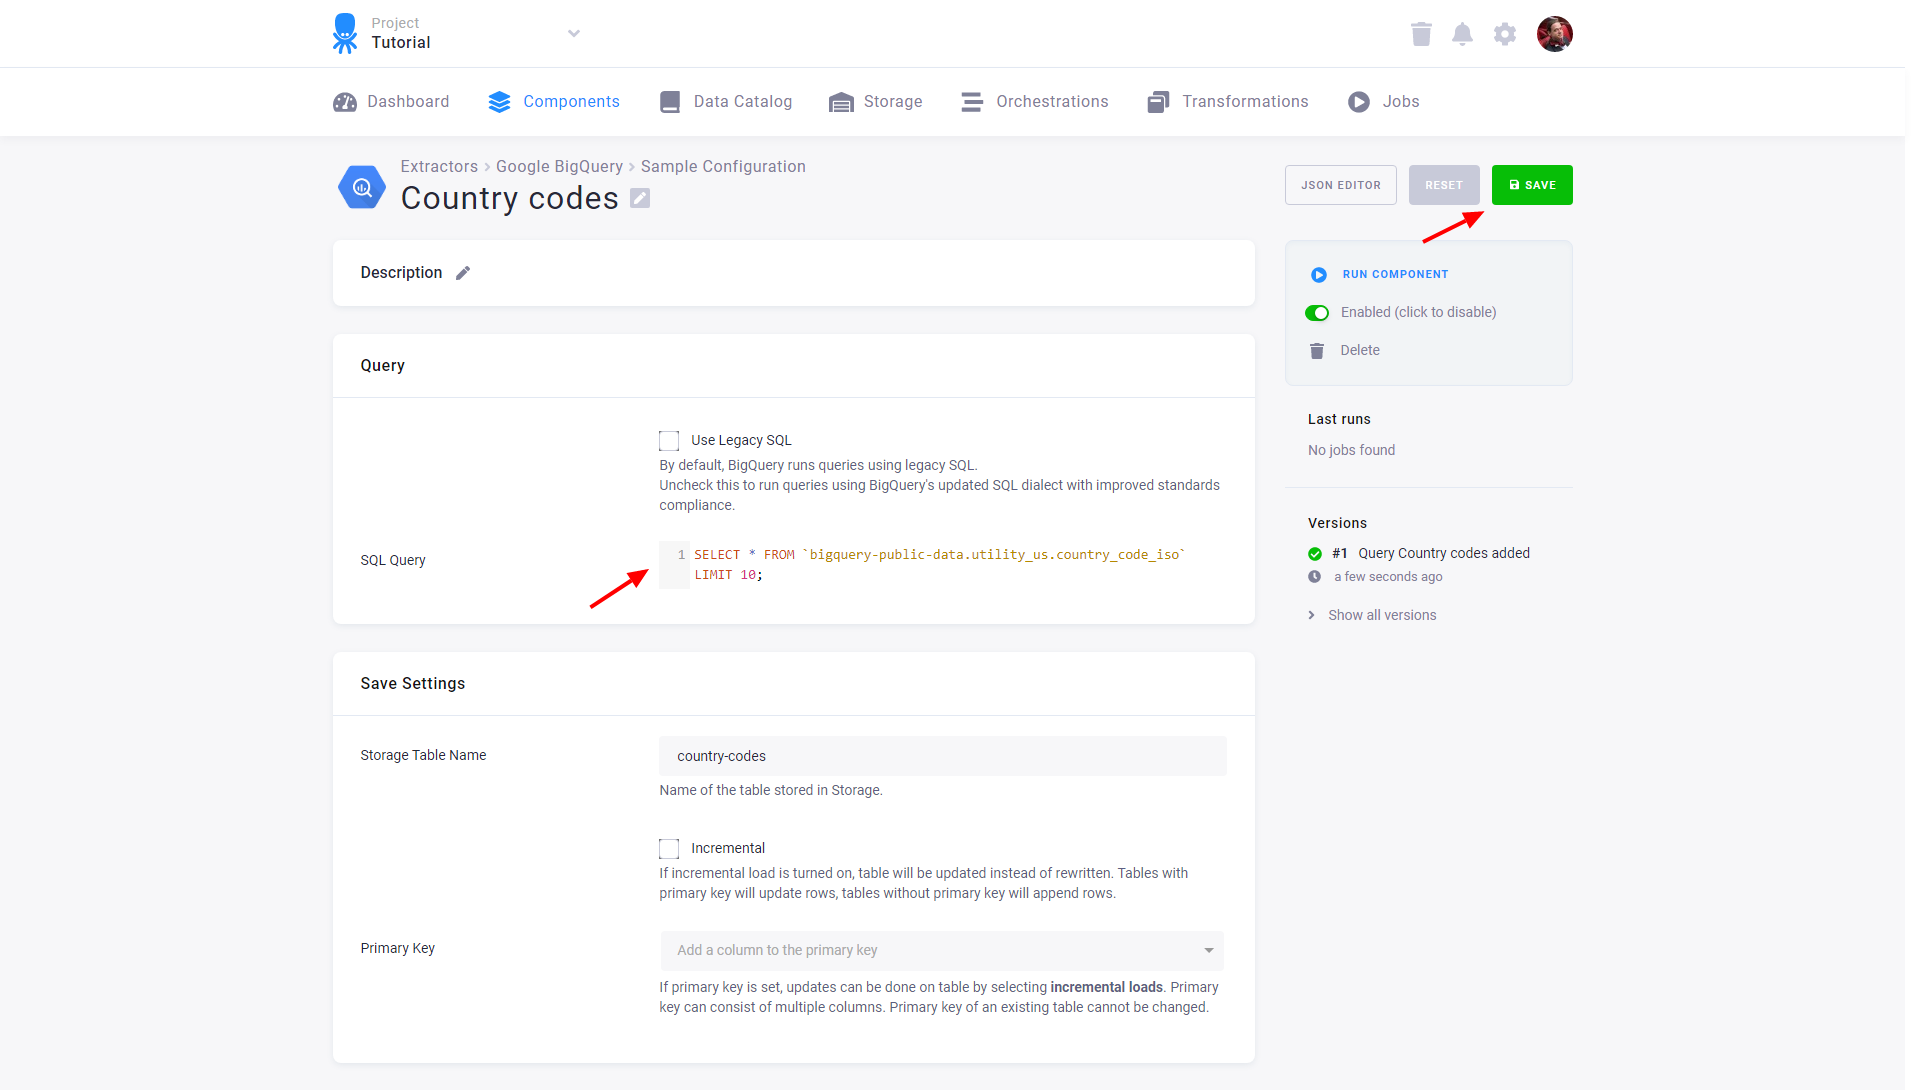 Project
Tutorial
Dashboard
Components
Data Catalog
Storage
Orchestrations
Transformations
Jobs
Extractors > Google BigQuery > Sample Configuration
Country codes
JSON EDITOR
RESET
SAVE
Description
Query
Use Legacy SQL
By default, BigQuery runs queries using legacy SQL.
Uncheck this to run queries using BigQuery's updated SQL dialect with improved standards
compliance.
SQL Query
1 SELECT * FROM `bigquery-public-data.utility_us.country_code_iso`
LIMIT 10;
Save Settings
Storage Table Name
country-codes
Name of the table stored in Storage.
Incremental
If incremental load is turned on, table will be updated instead of rewritten. Tables with
primary key will update rows, tables without primary key will append rows.
Primary Key
Add a column to the primary key
If primary key is set, updates can be done on table by selecting incremental loads. Primary
key can consist of multiple columns. Primary key of an existing table cannot be changed.
RUN COMPONENT
Enabled (click to disable)
Delete
Last runs
No jobs found
Versions
#1 Query Country codes added
a few seconds ago
Show all versions